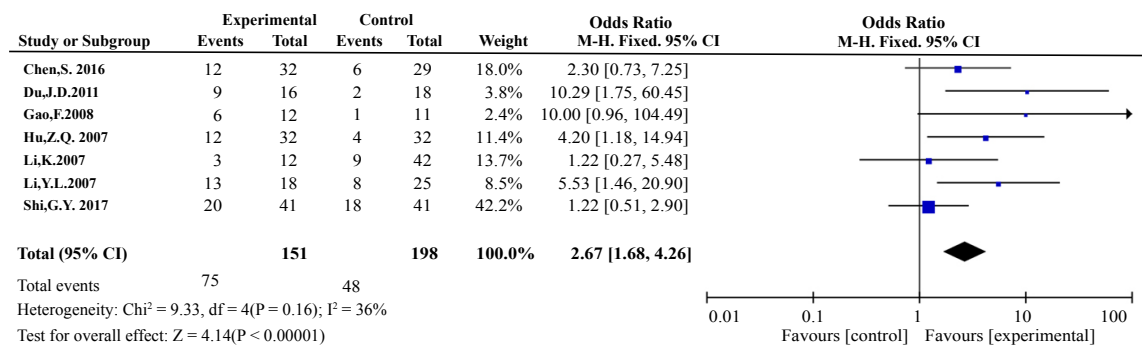 Experimental Control Odds Ratio Odds Ratio
Study or Subgroup Events Total Events Total Weight M-H. Fixed. 95% CI M-H. Fixed. 95% CI
Chen,S. 2016 12 32 6 29 18.0% 2.30 [0.73, 7.25]
Du,J.D.2011 9 16 2 18 3.8% 10.29 [1.75, 60.45]
Gao,F.2008 6 12 1 11 2.4% 10.00 [0.96, 104.49]
Hu,Z.Q. 2007 12 32 4 32 11.4% 4.20 [1.18, 14.94]
Li,K.2007 3 12 9 42 13.7% 1.22 [0.27, 5.48]
Li,Y.L.2007 13 18 8 25 8.5% 5.53 [1.46, 20.90]
Shi,G.Y. 2017 20 41 18 41 42.2% 1.22 [0.51, 2.90]
Total (95% CI) 151 198 100.0% 2.67 [1.68, 4.26]
Total events 75 48
Heterogeneity: Chi² = 9.33, df = 4(P = 0.16); I² = 36%
Test for overall effect: Z = 4.14(P < 0.00001)
0.01 0.1 1 10 100
Favours [control] Favours [experimental]